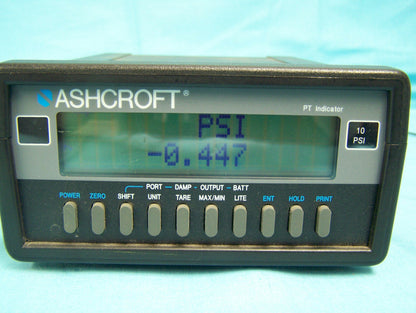 ASHCROFT®
PT Indicator
PSI
-0.447
10
PSI
PORT DAMP OUTPUT BATT
POWER ZERO SHIFT UNIT TARE MAX/MIN LITE ENT HOLD PRINT